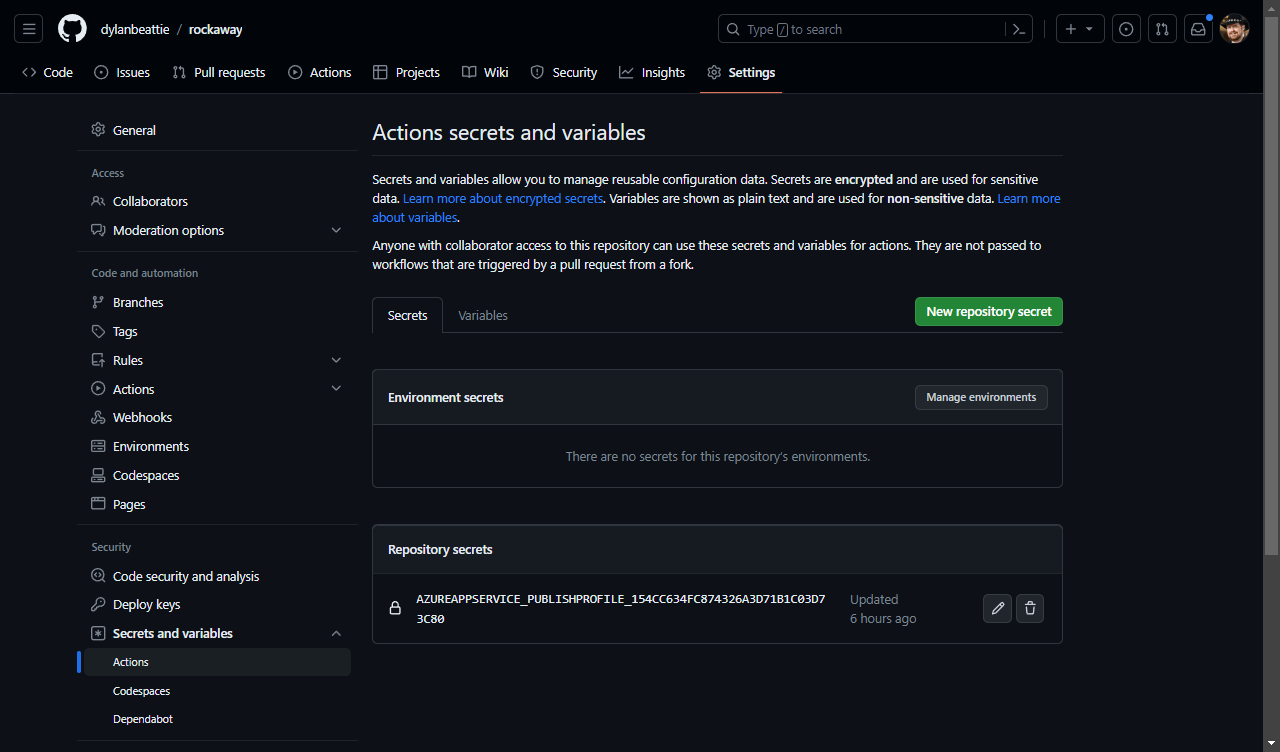 dylanbeattie / rockaway
Type / to search
Code
Issues
Pull requests
Actions
Projects
Wiki
Security
Insights
Settings
General
Access
Collaborators
Moderation options
Code and automation
Branches
Tags
Rules
Actions
Webhooks
Environments
Codespaces
Pages
Security
Code security and analysis
Deploy keys
Secrets and variables
Actions
Codespaces
Dependabot
Actions secrets and variables
Secrets and variables allow you to manage reusable configuration data. Secrets are encrypted and are used for sensitive
data. Learn more about encrypted secrets. Variables are shown as plain text and are used for non-sensitive data. Learn more
about variables.
Anyone with collaborator access to this repository can use these secrets and variables for actions. They are not passed to
workflows that are triggered by a pull request from a fork.
Secrets
Variables
New repository secret
Environment secrets
Manage environments
There are no secrets for this repository's environments.
Repository secrets
AZUREAPPSERVICE_PUBLISHPROFILE_154CC634FC874326A3D71B1C03D7
3C80
Updated
6 hours ago